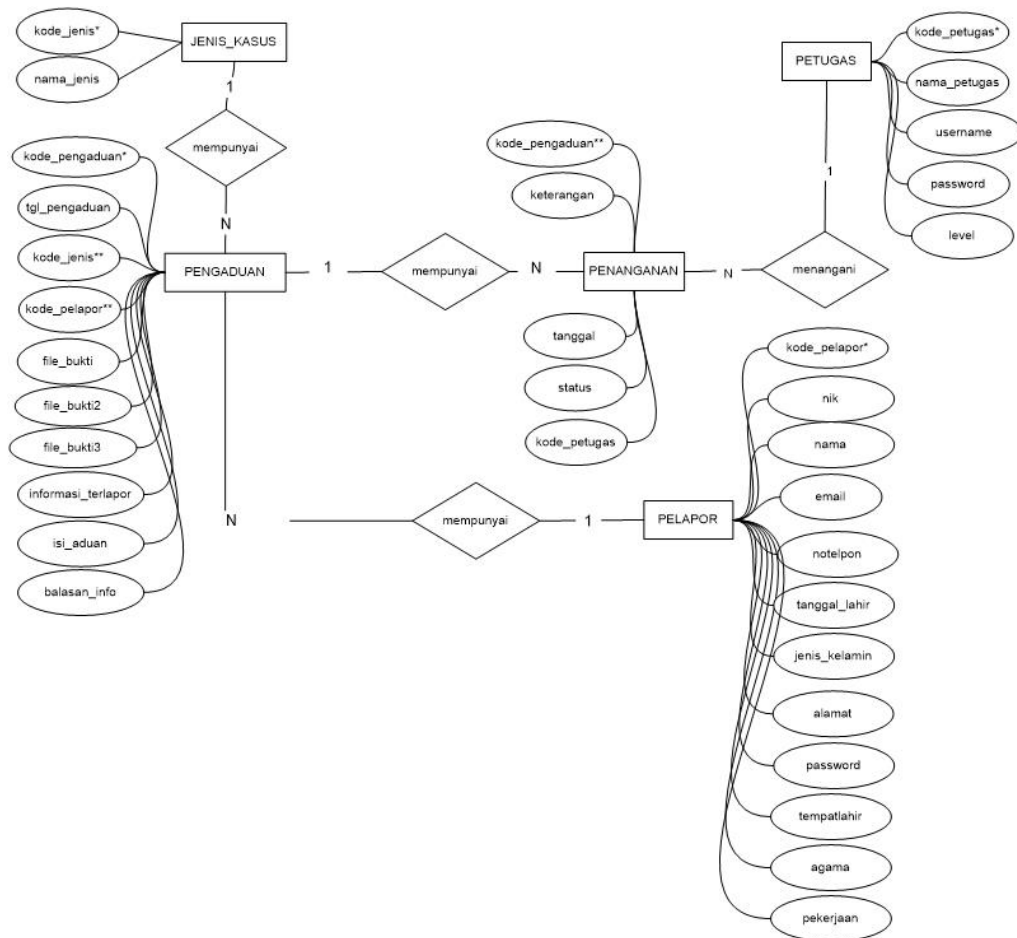 kode_jenis*
JENIS_KASUS
nama_jenis
1
mempunyai
N
kode_pengaduan*
tgl_pengaduan
kode_jenis**
kode_pelapor**
file_bukti
file_bukti2
file_bukti3
informasi_terlapor
isi_aduan
balasan_info
PENGADUAN
1
mempunyai
N
kode_pengaduan**
keterangan
PENANGANAN
tanggal
status
kode_petugas
N
menangani
1
PETUGAS
kode_petugas*
nama_petugas
username
password
level
N
mempunyai
1
PELAPOR
kode_pelapor*
nik
nama
email
notelpon
tanggal_lahir
jenis_kelamin
alamat
password
tempatlahir
agama
pekerjaan